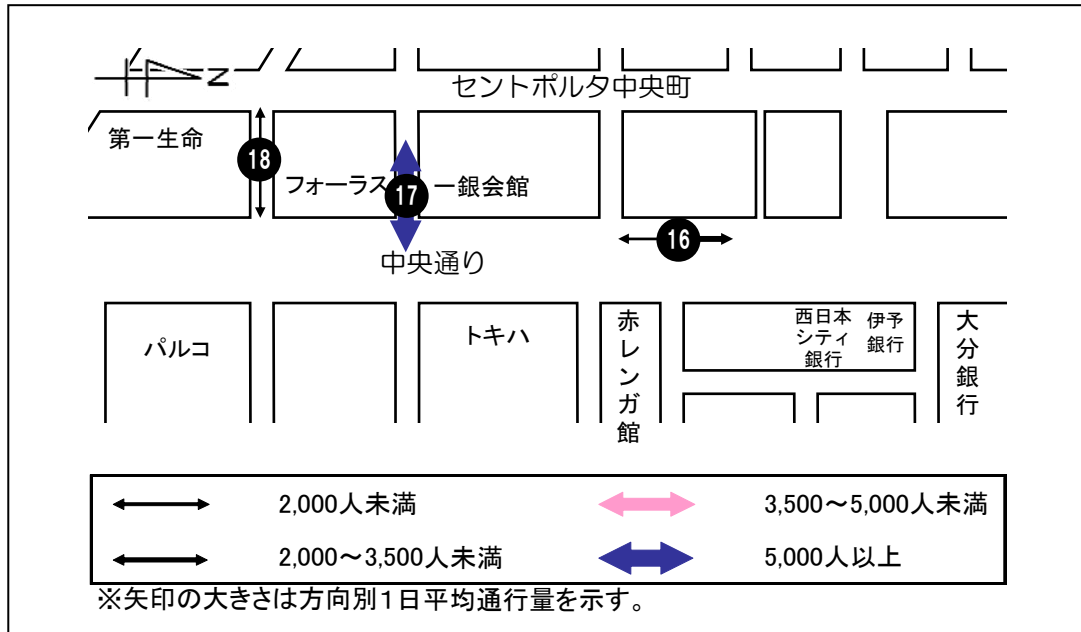 N
セントポルタ中央町
第一生命
18
フォーラス
17
一銀会館
16
中央通り
パルコ
トキハ
赤レンガ館
西日本
シティ
銀行
伊予
銀行
大分銀行
2,000人未満
3,500～5,000人未満
2,000～3,500人未満
5,000人以上
※矢印の大きさは方向別1日平均通行量を示す。